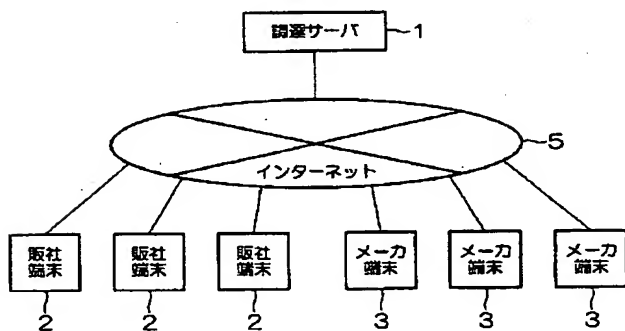 調達サーバ 1
5
インターネット
販社 販社 販社 メーカ メーカ メーカ
端末 端末 端末 端末 端末 端末
2 2 2 3 3 3